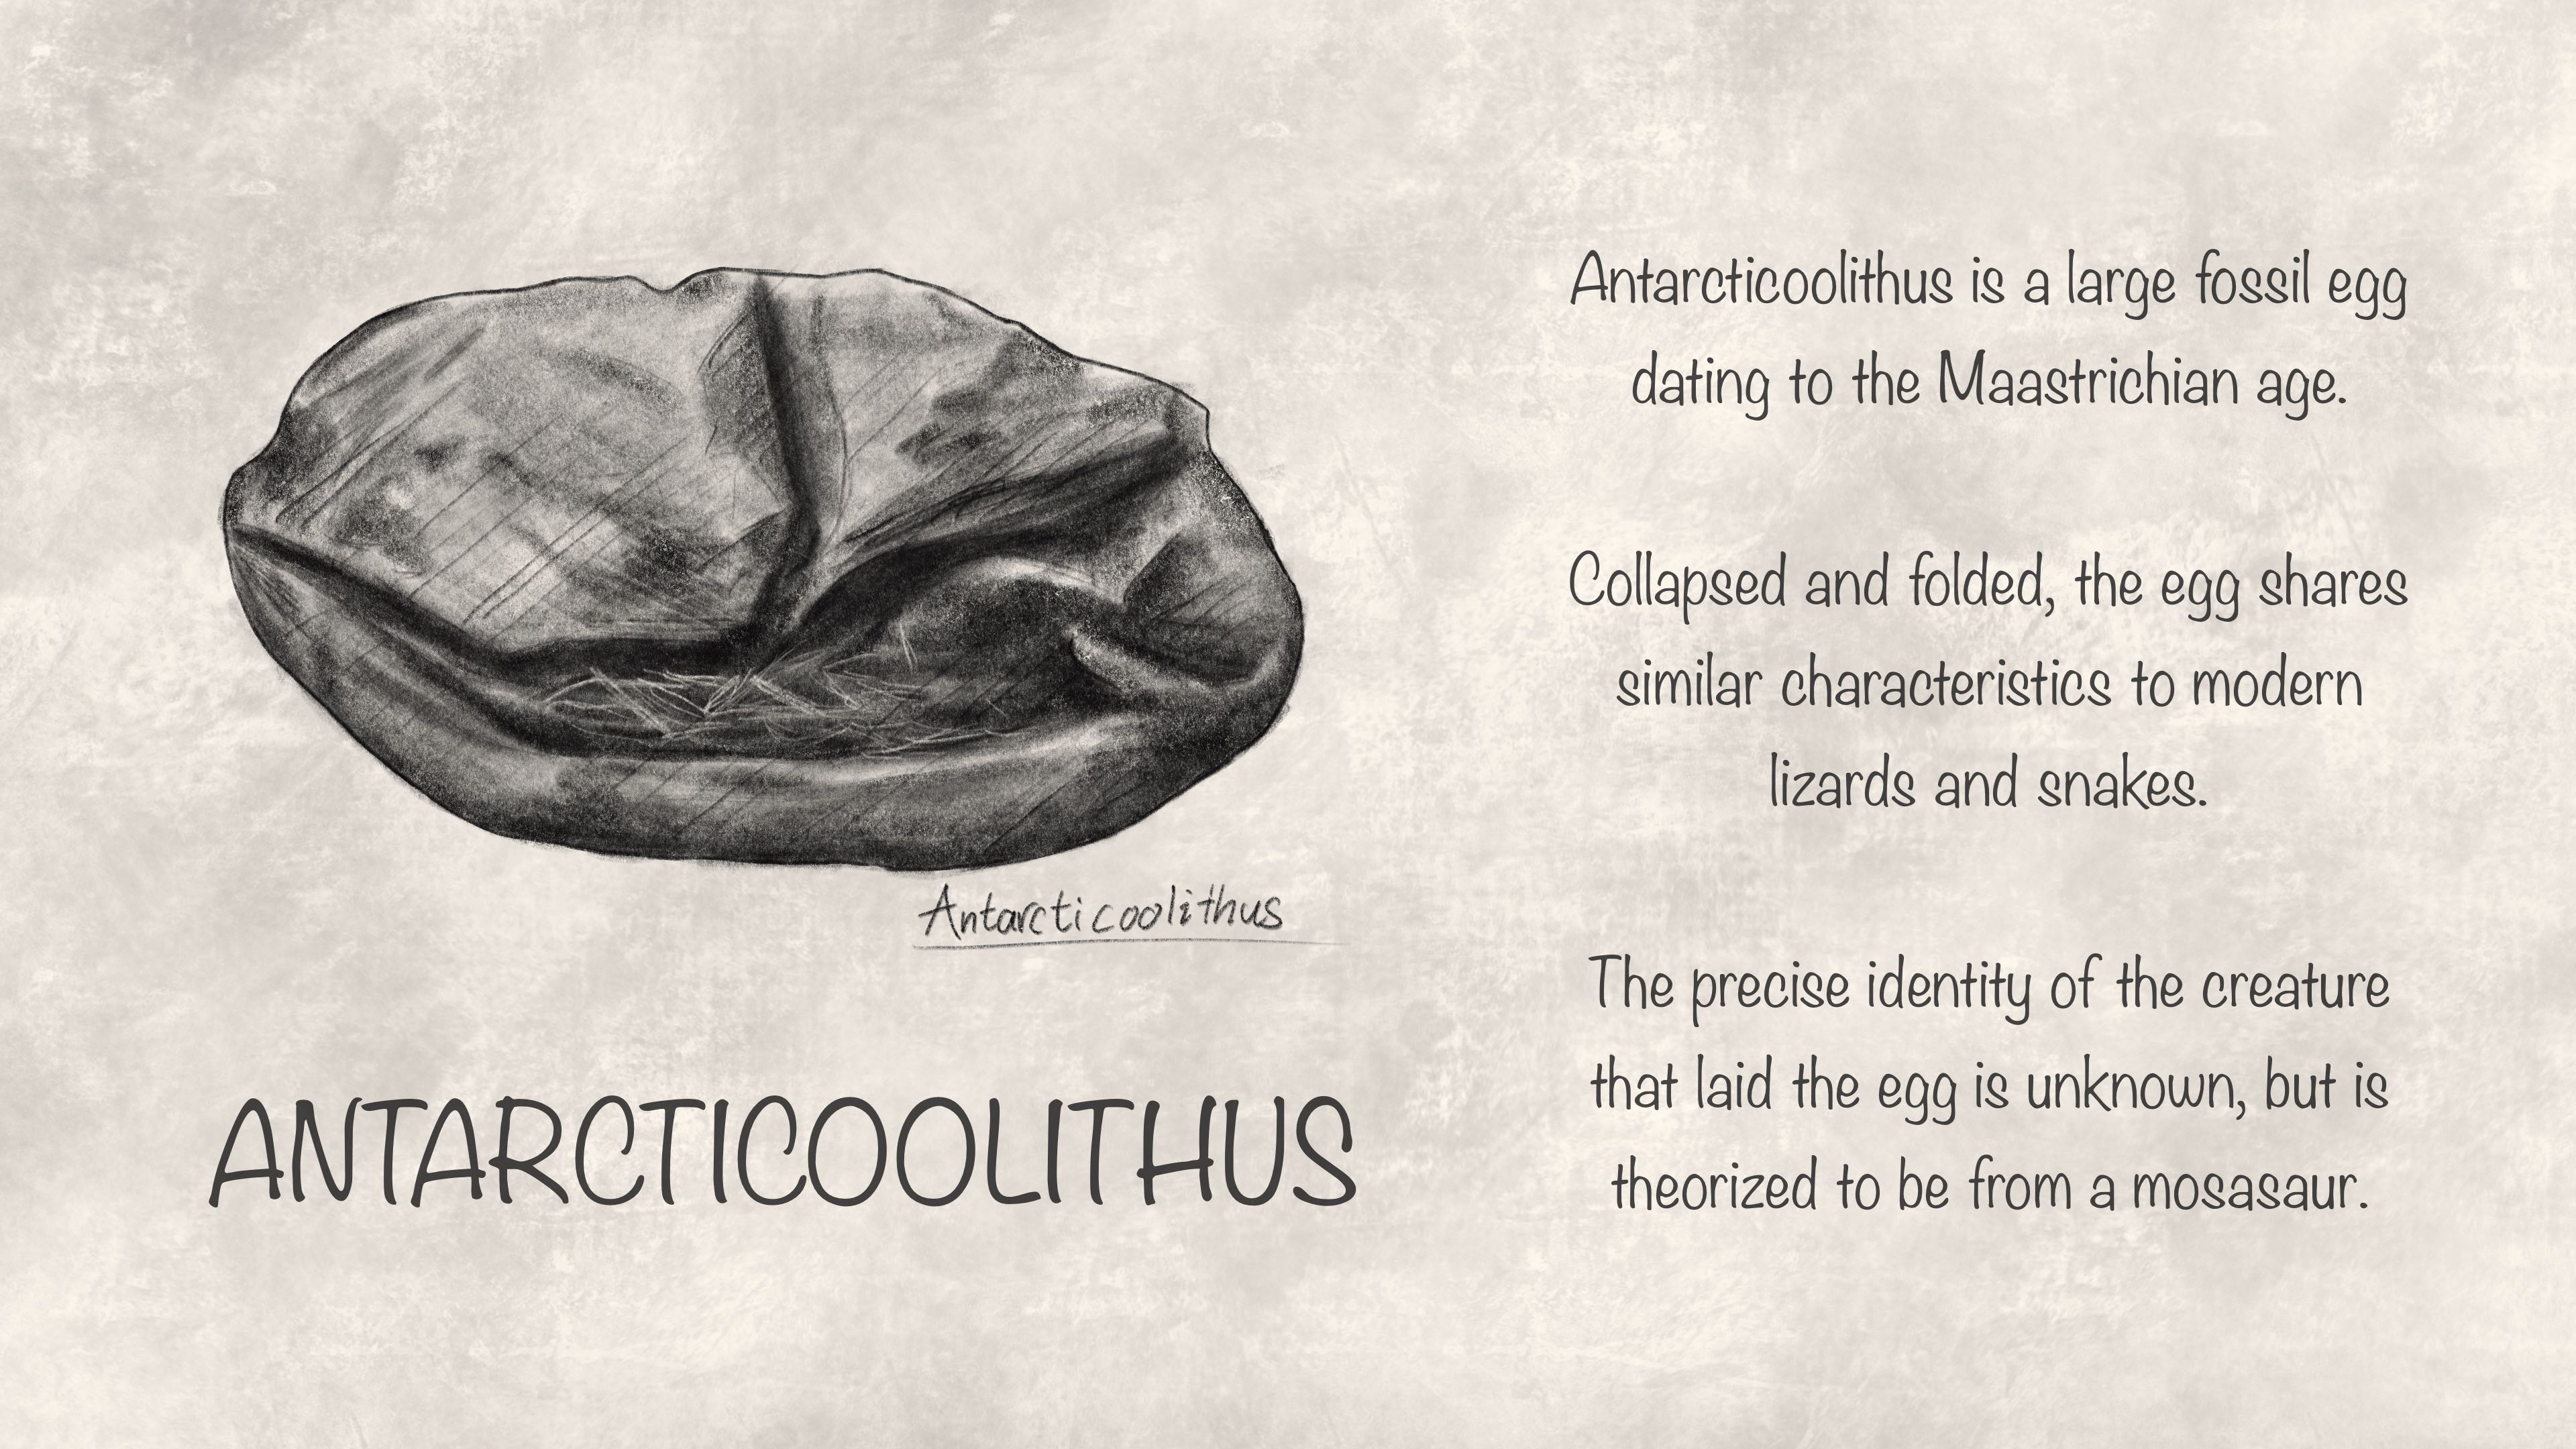 Antarcticoolithus
ANTARCTICOOLITHUS
Antarcticoolithus is a large fossil egg
dating to the Maastrichian age.
Collapsed and folded, the egg shares
similar characteristics to modern
lizards and snakes.
The precise identity of the creature
that laid the egg is unknown, but is
theorized to be from a mosasaur.